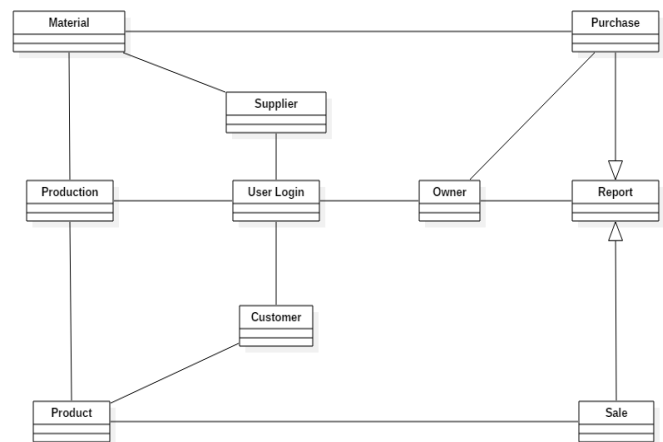 Material
Purchase
Supplier
Production
User Login
Owner
Report
Customer
Product
Sale